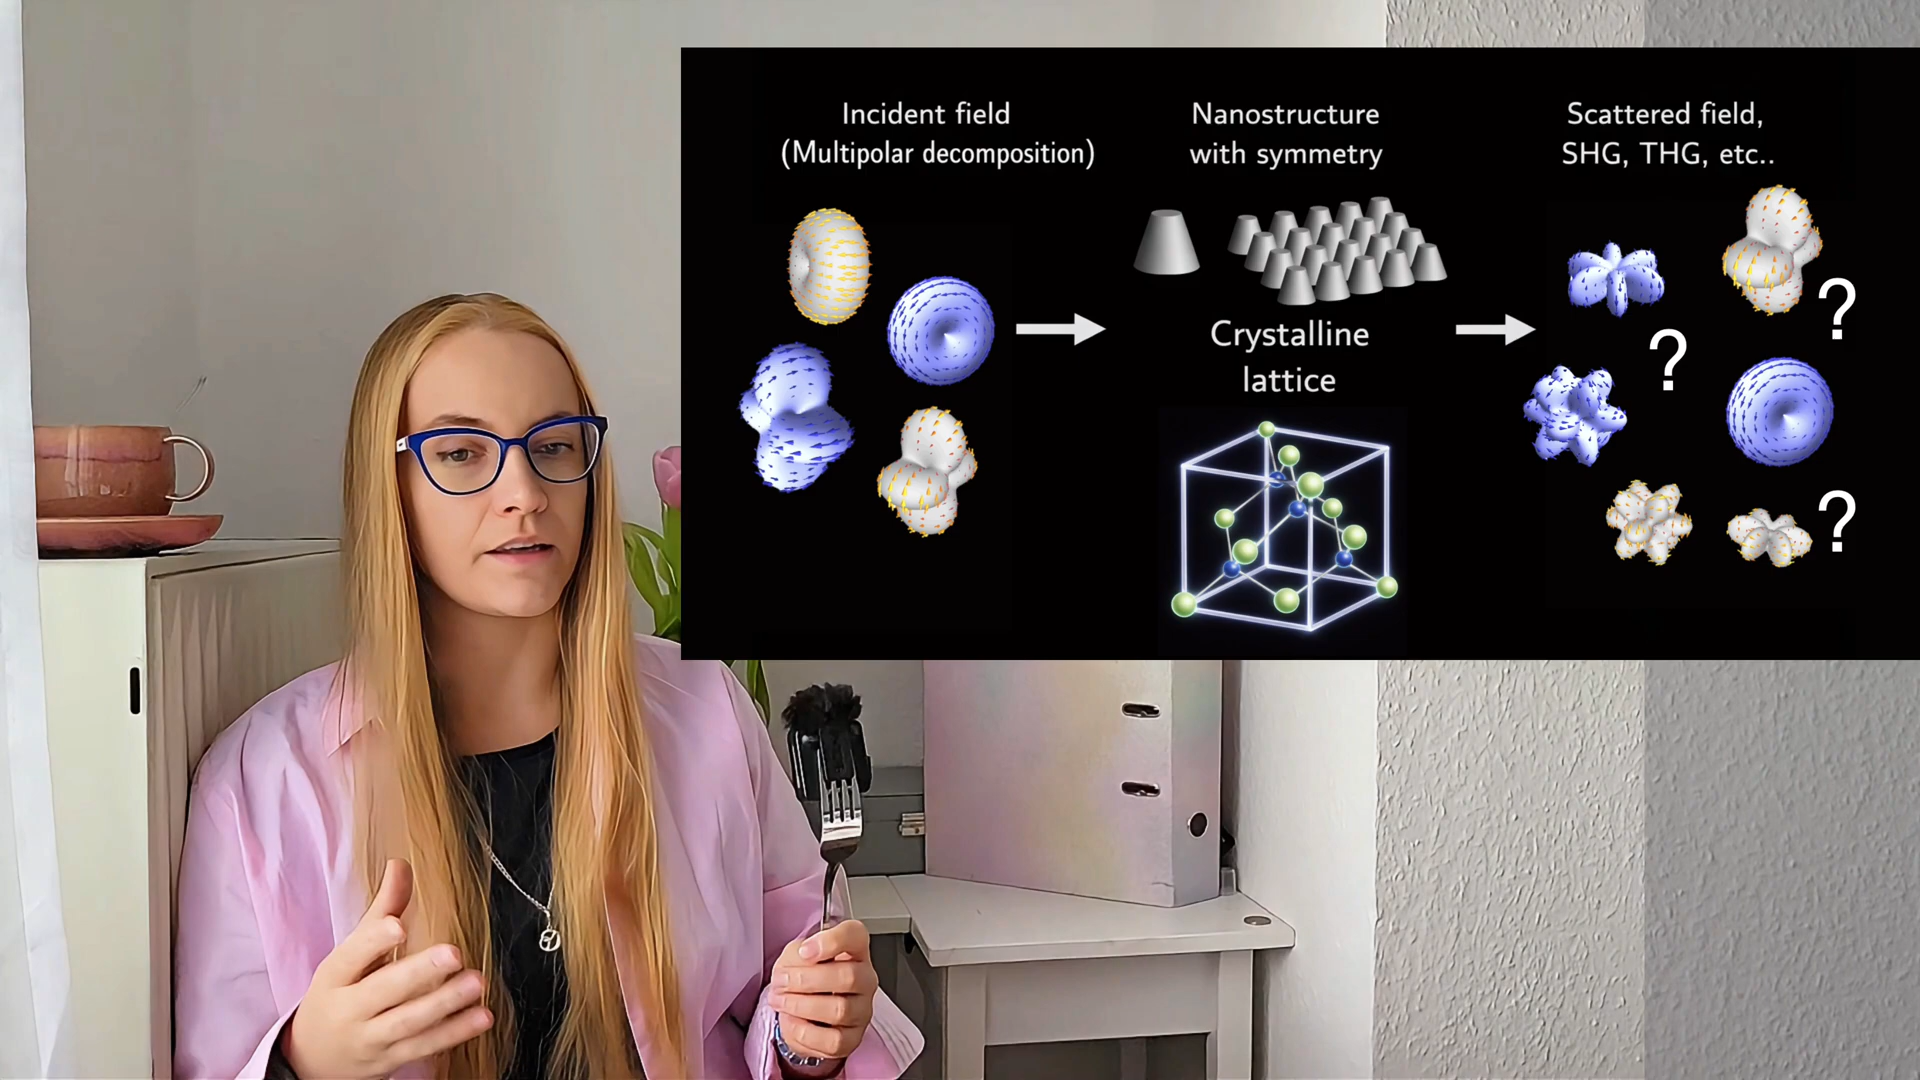 Incident field
(Multipolar decomposition)
Nanostructure
with symmetry
Crystalline
lattice
Scattered field,
SHG, THG, etc..
?
?
?